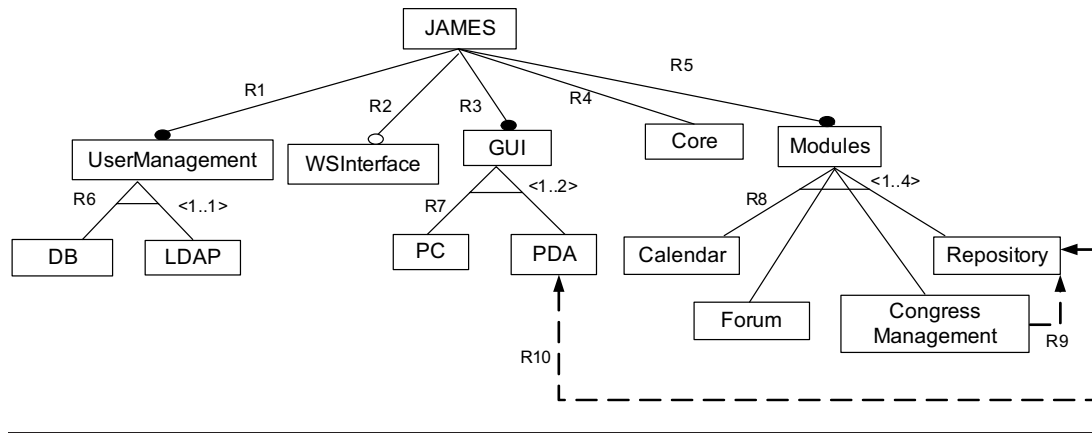 JAMES
R1
R2
R3
R4
R5
UserManagement
WSInterface
GUI
Core
Modules
R6
<1..1>
R7
<1..2>
R8
<1..4>
DB
LDAP
PC
PDA
Calendar
Repository
Forum
Congress
Management
R9
R10